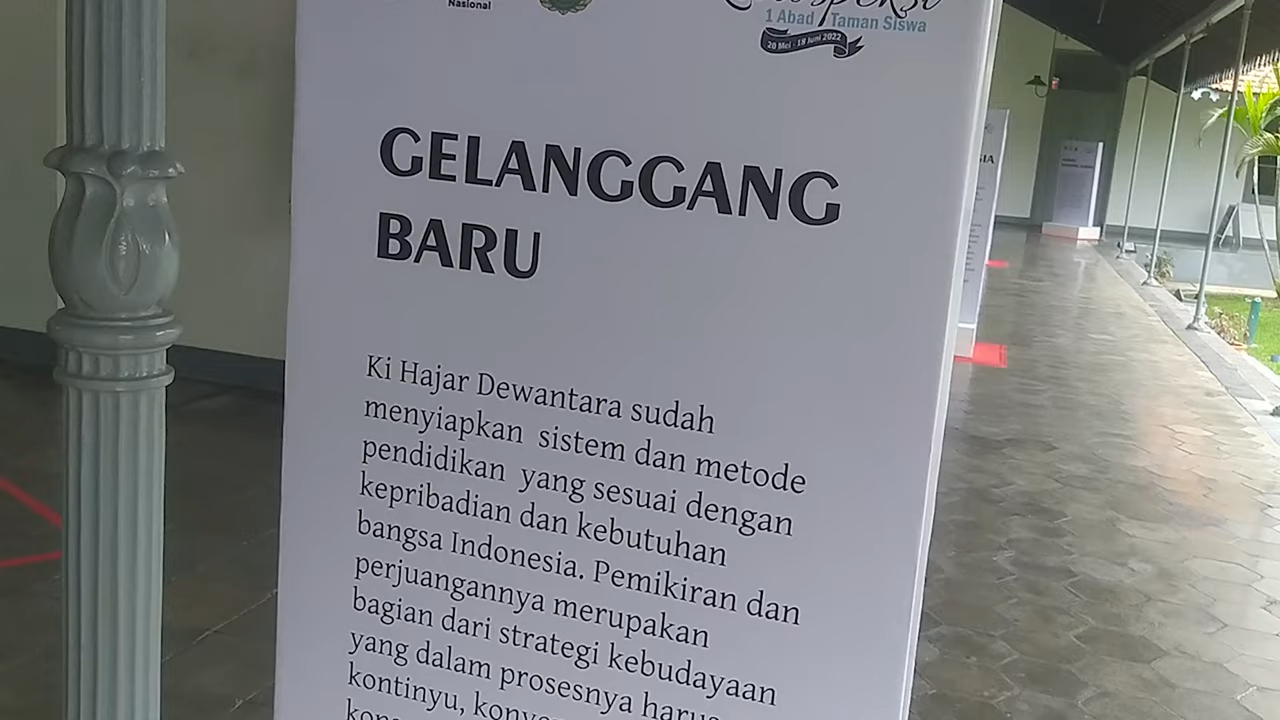 Nasional
1 Abad Taman Siswa
20 Mei - 18 Juni 2022
GELANGGANG
BARU
Ki Hajar Dewantara sudah
menyiapkan sistem dan metode
pendidikan yang sesuai dengan
kepribadian dan kebutuhan
bangsa Indonesia. Pemikiran dan
perjuangannya merupakan
bagian dari strategi kebudayaan
yang dalam prosesnya harus
kontinyu,